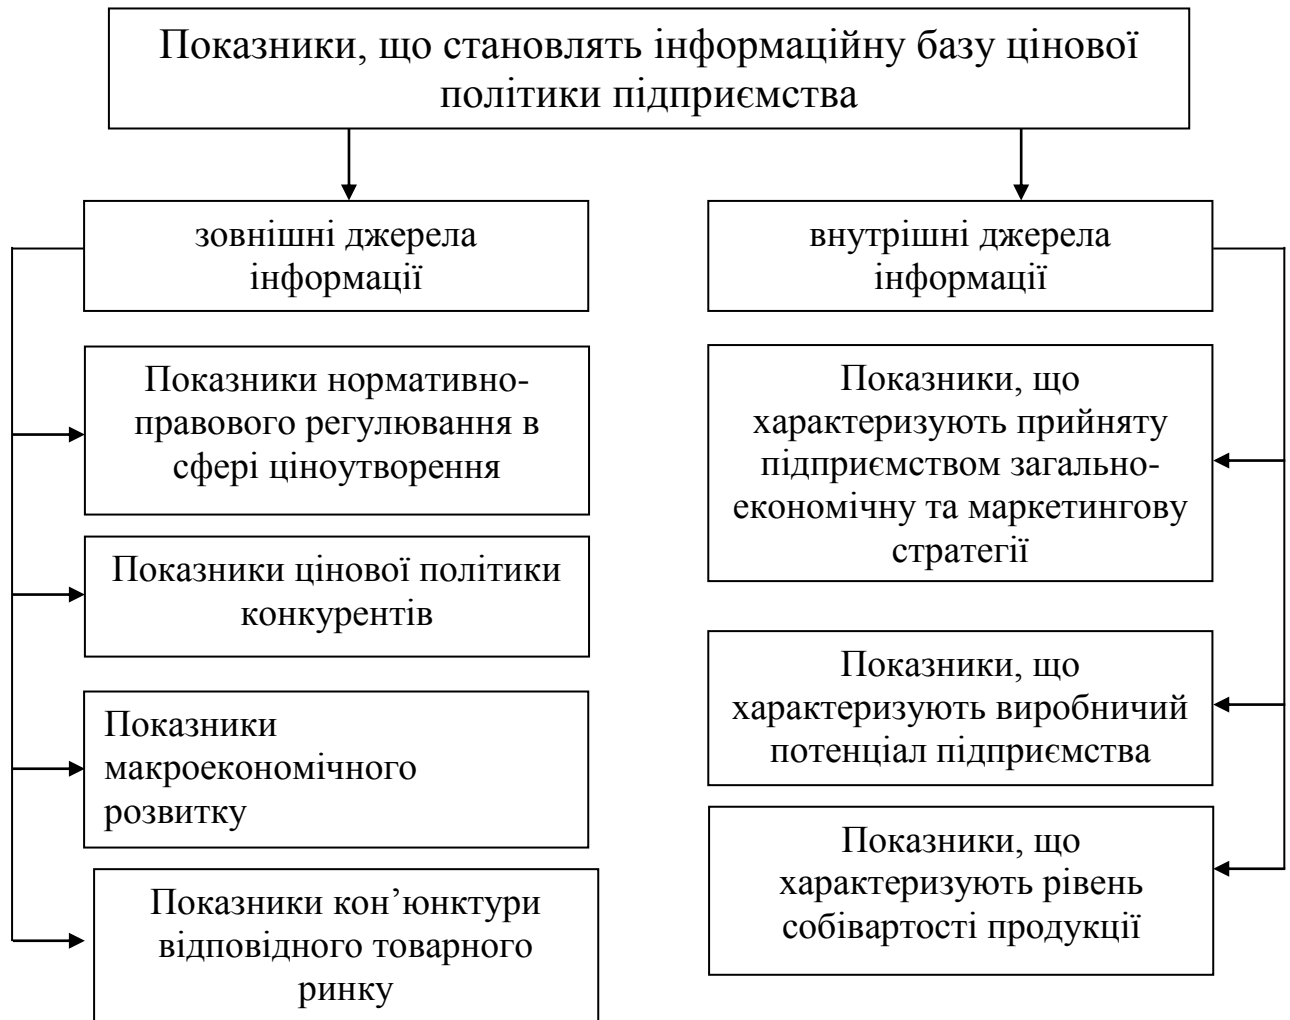 Показники, що становлять інформаційну базу цінової
політики підприємства
зовнішні джерела
інформації
Показники нормативно-
правового регулювання в
сфері ціноутворення
Показники цінової політики
конкурентів
Показники
макроекономічного
розвитку
Показники кон’юнктури
відповідного товарного
ринку
внутрішні джерела
інформації
Показники, що
характеризують прийняту
підприємством загально-
економічну та маркетингову
стратегії
Показники, що
характеризують виробничий
потенціал підприємства
Показники, що
характеризують рівень
собівартості продукції